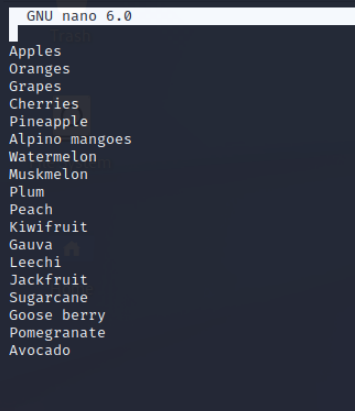 GNU nano 6.0
Apples
Oranges
Grapes
Cherries
Pineapple
Alpino mangoes
Watermelon
Muskmelon
Plum
Peach
Kiwifruit
Gauva
Leechi
Jackfruit
Sugarcane
Goose berry
Pomegranate
Avocado